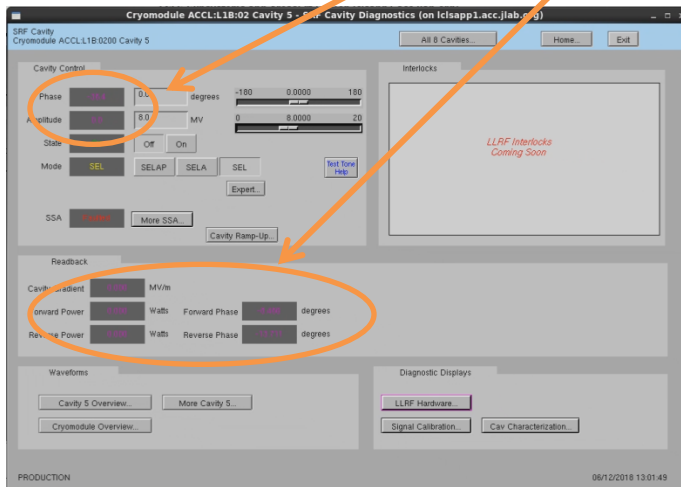 Cryomodule ACCL:L1B:02 Cavity 5 - SRF Cavity Diagnostics (on lclsapp1.acc.jlab.org)
SRF Cavity
Cryomodule ACCL:L1B:0200 Cavity 5
All 8 Cavities...
Home...
Exit
Cavity Control
Interlocks
Phase
0.0
degrees
-180 0.0000 180
Amplitude
8.0
MV
0 8.0000 20
State
Off
On
Mode
SEL
SELAP
SELA
SEL
Test Tone
Help
Expert...
SSA
More SSA...
Cavity Ramp-Up...
LLRF Interlocks
Coming Soon
Readback
Cavity Gradient
MV/m
Forward Power
Watts
Forward Phase
degrees
Reverse Power
Watts
Reverse Phase
degrees
Waveforms
Diagnostic Displays
Cavity 5 Overview...
More Cavity 5...
LLRF Hardware...
Cryomodule Overview...
Signal Calibration...
Cav Characterization...
PRODUCTION
06/12/2018 13:01:49